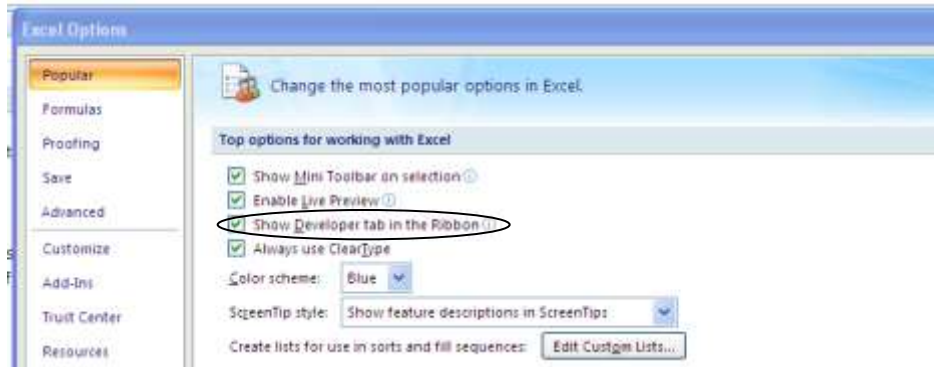 Excel Options
Popular
Formulas
Proofing
Save
Advanced
Customize
Add-Ins
Trust Center
Resources
Change the most popular options in Excel.
Top options for working with Excel
Show Mini Toolbar on selection
Enable Live Preview
Show Developer tab in the Ribbon
Always use ClearType
Color scheme: Blue
ScreenTip style: Show feature descriptions in ScreenTips
Create lists for use in sorts and fill sequences: Edit Custom Lists...